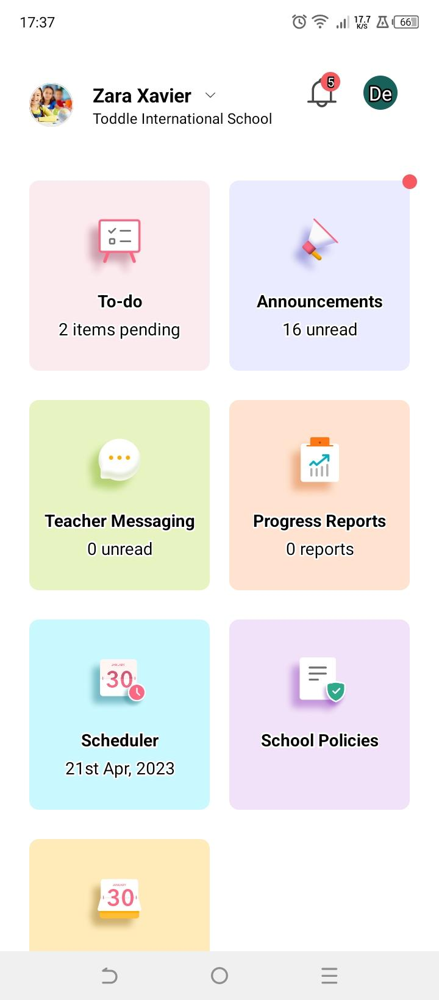 17:37
17.7
K/S
66
5
Zara Xavier
De
Toddle International School
To-do
2 items pending
Announcements
16 unread
Teacher Messaging
0 unread
Progress Reports
0 reports
JANUARY
30
Scheduler
21st Apr, 2023
School Policies
JANUARY
30